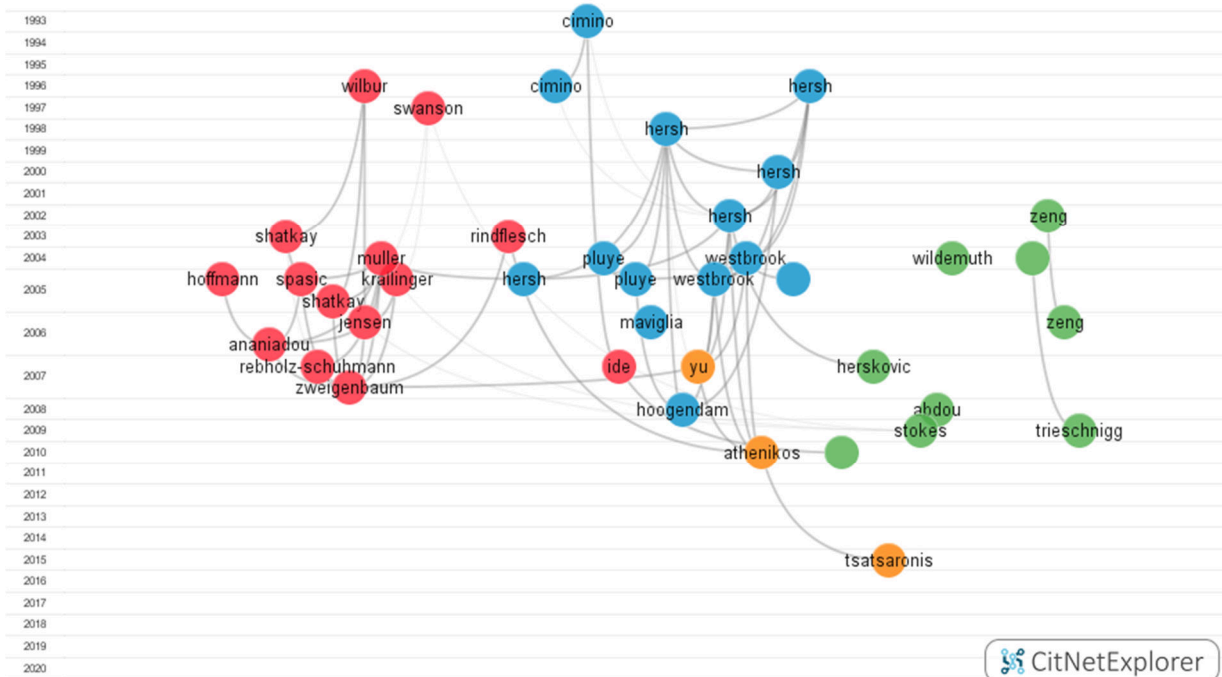 1993
cimino
1994
1995
1996
wilbur
cimino
hersh
1997
swanson
1998
hersh
1999
2000
hersh
2001
2002
hersh
zeng
2003
shatkay
rindflesch
2004
muller
pluye
westbrook
wildemuth
hoffmann
spasic
krallinger
hersh
pluye
westbrook
2005
shatkay
jensen
maviglia
zeng
2006
ananiadou
rebholz-schuhmann
ide
yu
herskovic
2007
zweigenbaum
2008
hoogendam
abdou
2009
stokes
trieschnigg
2010
athenikos
2011
2012
2013
2014
2015
tsatsaronis
2016
2017
2018
2019
2020
CitNetExplorer